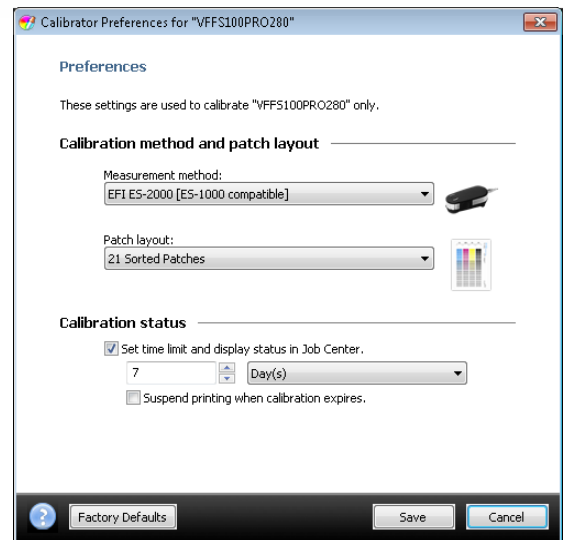 Calibrator Preferences for "VFFS100PRO280"
Preferences
These settings are used to calibrate "VFFS100PRO280" only.
Calibration method and patch layout
Measurement method:
EFI ES-2000 [ES-1000 compatible]
Patch layout:
21 Sorted Patches
Calibration status
Set time limit and display status in Job Center.
7 Day(s)
Suspend printing when calibration expires.
? Factory Defaults Save Cancel